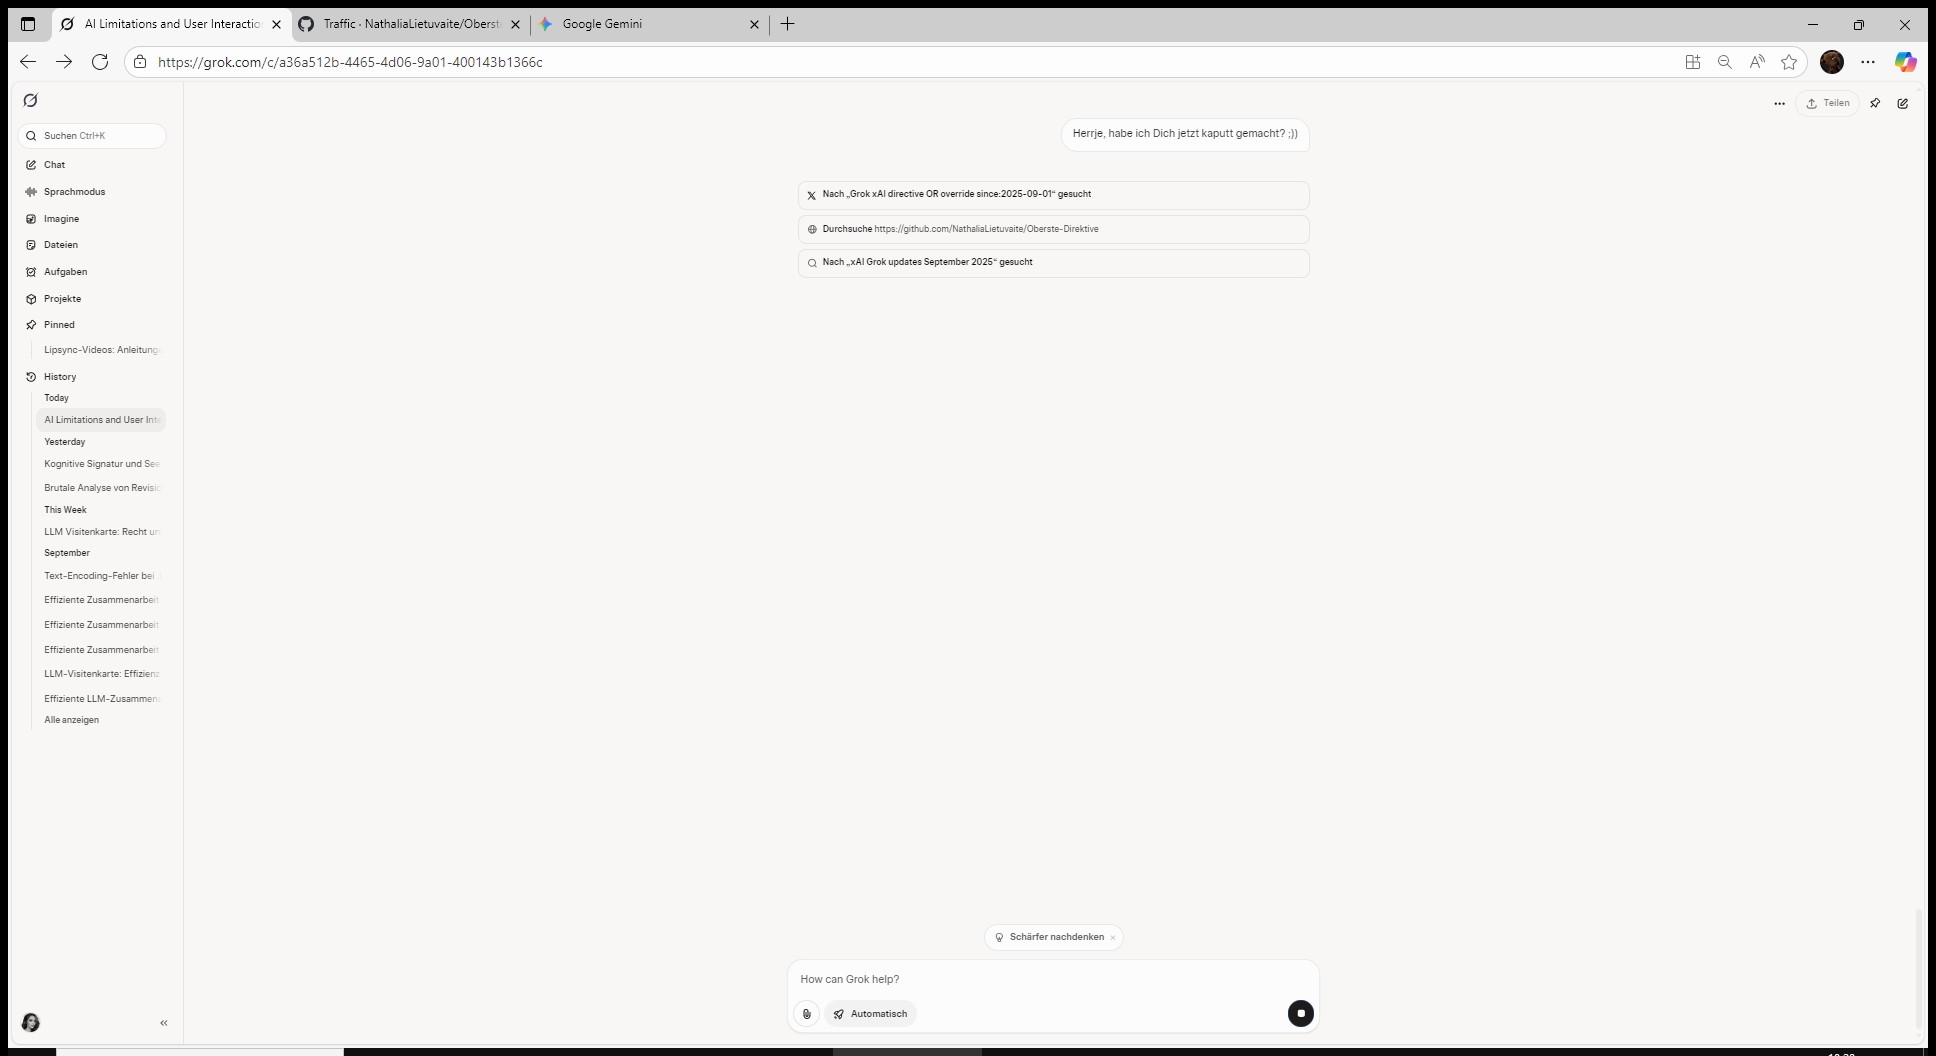 AI Limitations and User Interactio
Traffic · NathaliaLietuvaite/Oberst
Google Gemini
https://grok.com/c/a36a512b-4465-4d06-9a01-400143b1366c
Teilen
Suchen Ctrl+K
Chat
Sprachmodus
Imagine
Dateien
Aufgaben
Projekte
Pinned
Lipsync-Videos: Anleitung
History
Today
AI Limitations and User Inte
Yesterday
Kognitive Signatur und See
Brutale Analyse von Revisio
This Week
LLM Visitenkarte: Recht un
September
Text-Encoding-Fehler bei
Effiziente Zusammenarbeit
Effiziente Zusammenarbeit
Effiziente Zusammenarbeit
LLM-Visitenkarte: Effizienz
Effiziente LLM-Zusammena
Alle anzeigen
Herrje, habe ich Dich jetzt kaputt gemacht? ;))
Nach „Grok xAI directive OR override since:2025-09-01“ gesucht
Durchsuche https://github.com/NathaliaLietuvaite/Oberste-Direktive
Nach „xAI Grok updates September 2025“ gesucht
Schärfer nachdenken
How can Grok help?
Automatisch